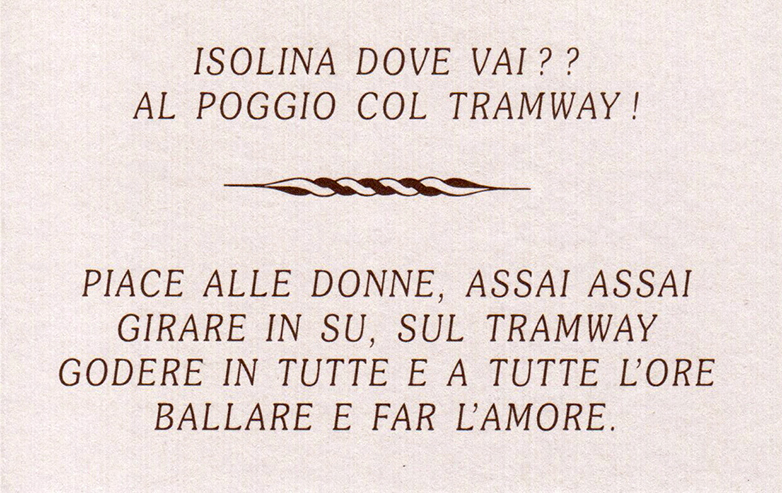 ISOLINA DOVE VAI??
AL POGGIO COL TRAMWAY!
PIACE ALLE DONNE, ASSAI ASSAI
GIRARE IN SU, SUL TRAMWAY
GODERE IN TUTTE E A TUTTE L'ORE
BALLARE E FAR L'AMORE.